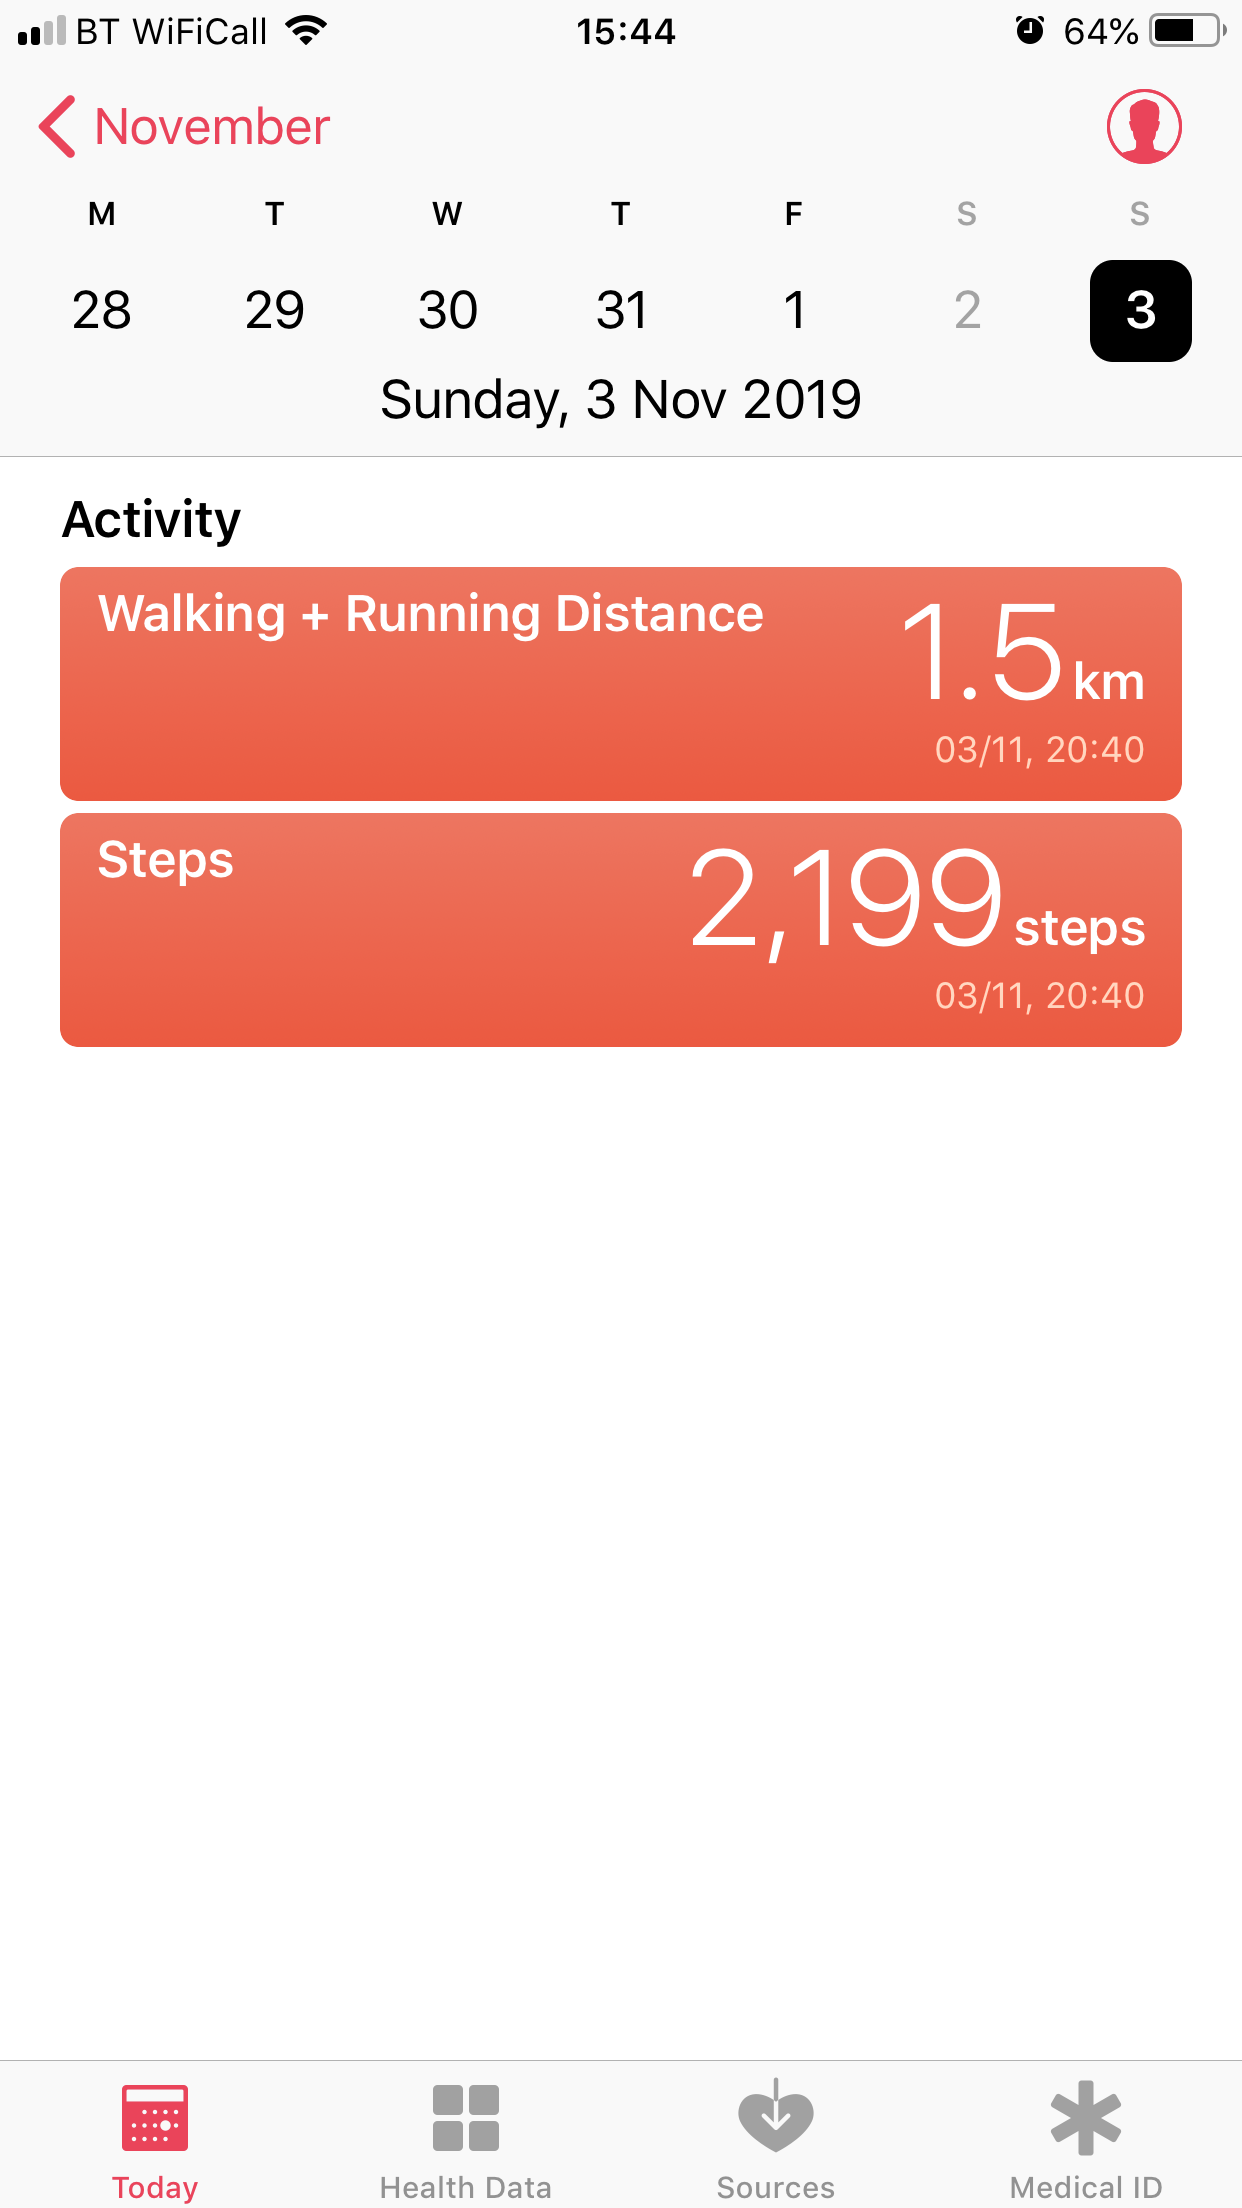 BT WiFiCall 15:44 64%
November
M T W T F S S
28 29 30 31 1 2 3
Sunday, 3 Nov 2019
Activity
Walking + Running Distance 1.5 km
03/11, 20:40
Steps 2,199 steps
03/11, 20:40
Today Health Data Sources Medical ID